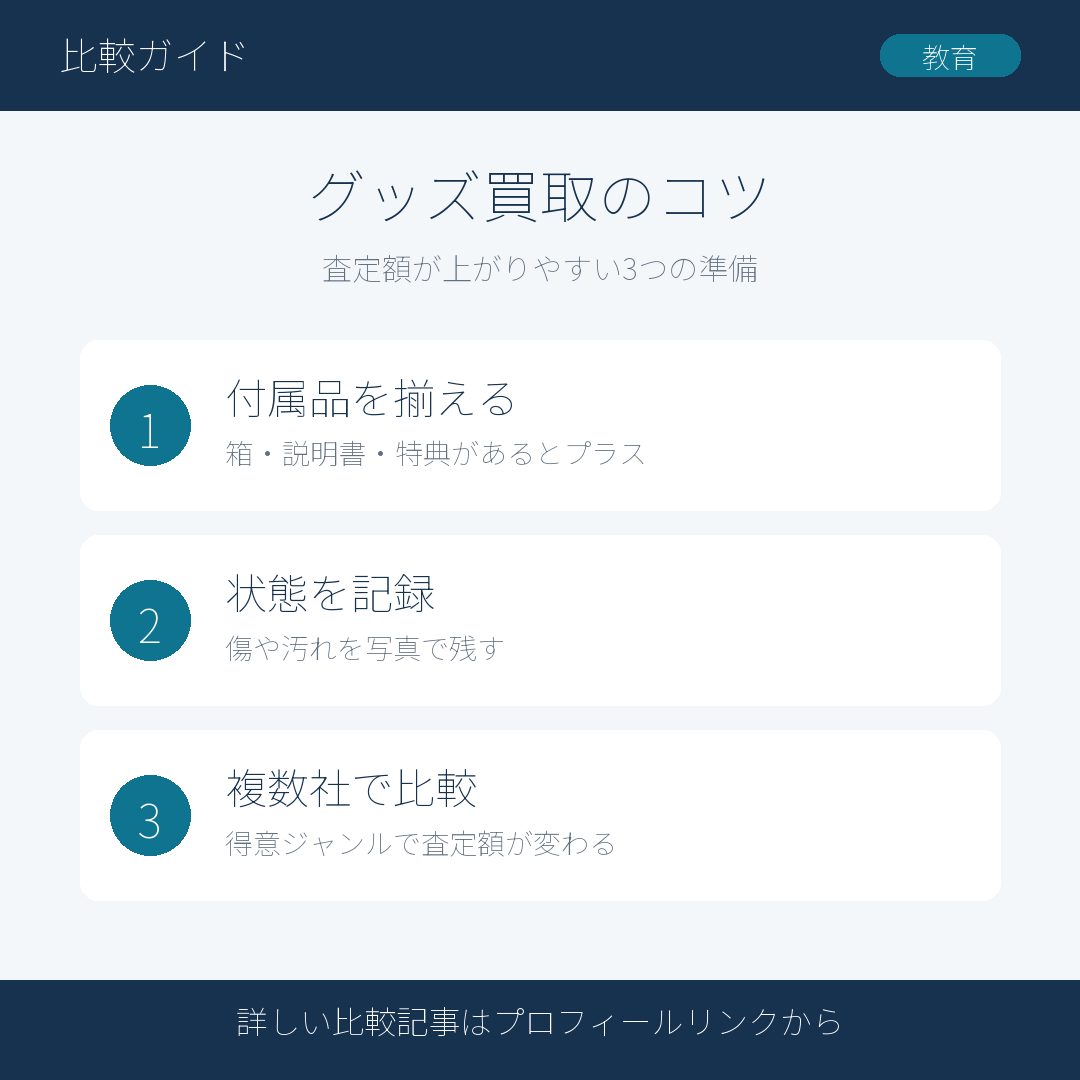 比較ガイド
教育
グッズ買取のコツ
査定額が上がりやすい3つの準備
1
付属品を揃える
箱・説明書・特典があるとプラス
2
状態を記録
傷や汚れを写真で残す
3
複数社で比較
得意ジャンルで査定額が変わる
詳しい比較記事はプロフィールリンクから